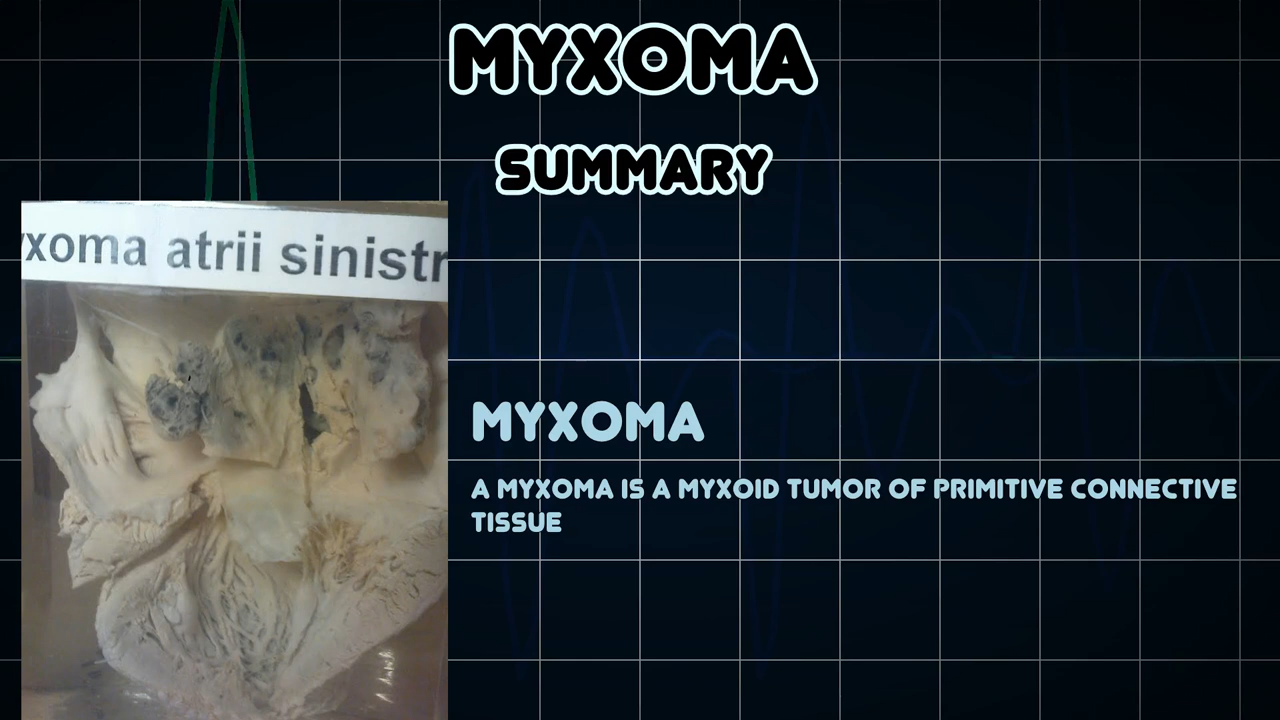 MYXOMA
SUMMARY
yxoma atrii sinistr
MYXOMA
A MYXOMA IS A MYXOID TUMOR OF PRIMITIVE CONNECTIVE
TISSUE